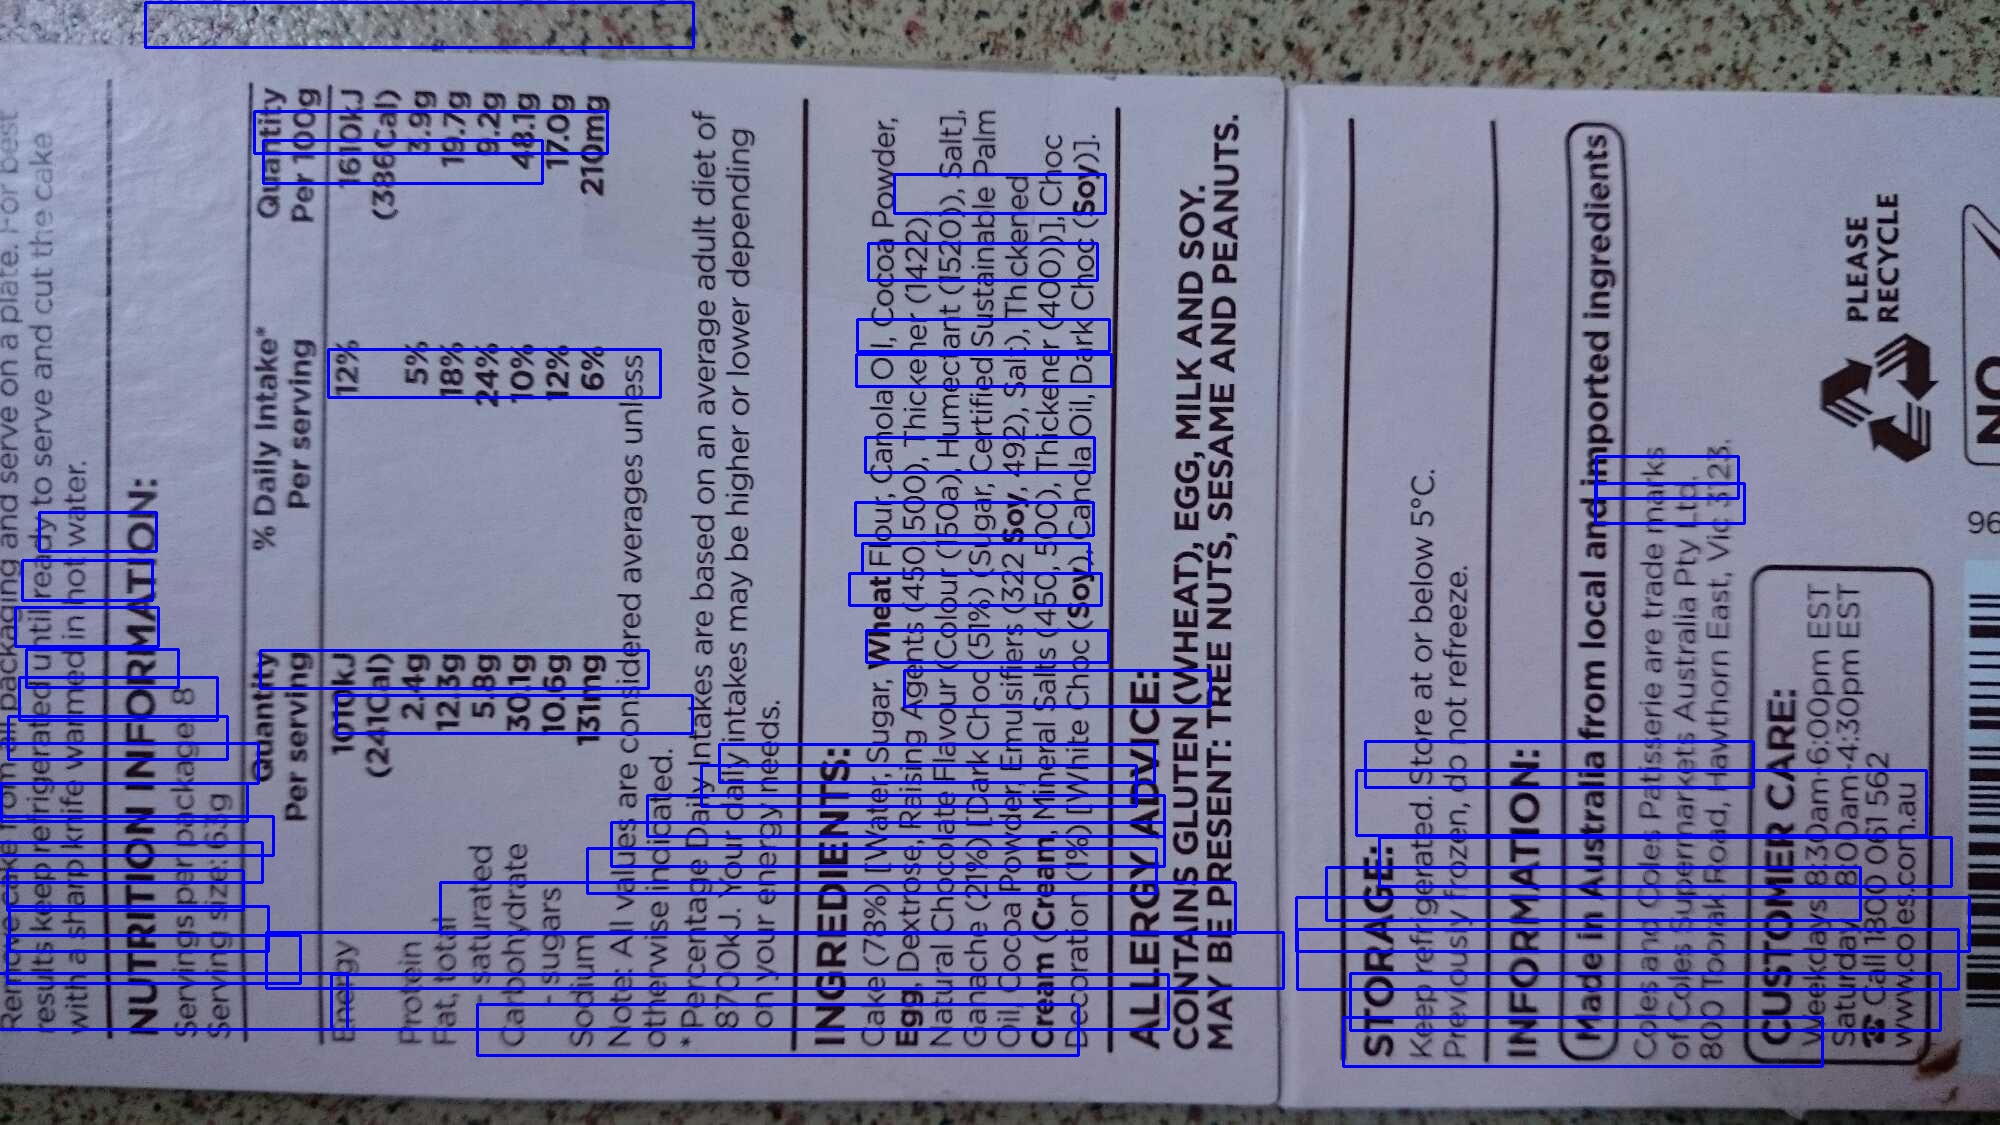 Remove cake from all packaging and serve on a plate. For best
results keep refrigerated until ready to serve and cut the cake
with a sharp knife warmed in hot water.
NUTRITION INFORMATION:
Servings per package: 8
Serving size: 63g
Quantity Per serving % Daily Intake* Per serving Quantity Per 100g
Energy 1010kJ 12% 1610kJ
(241Cal) (386Cal)
Protein 2.4g 5% 3.9g
Fat, total 12.3g 18% 19.7g
- saturated 5.8g 24% 9.2g
Carbohydrate 30.1g 10% 48.1g
- sugars 10.6g 12% 17.0g
Sodium 131mg 6% 210mg
Note: All values are considered averages unless
otherwise indicated.
*Percentage Daily Intakes are based on an average adult diet of
8700kJ. Your daily intakes may be higher or lower depending
on your energy needs.
INGREDIENTS:
Cake (78%) [Water, Sugar, Wheat Flour, Canola Oil, Cocoa Powder,
Egg, Dextrose, Raising Agents (450, 500), Thickener (1422),
Natural Chocolate Flavour (Colour (150a), Humectant (1520)), Salt],
Ganache (21%) [Dark Choc (51%) (Sugar, Certified Sustainable Palm
Oil, Cocoa Powder, Emulsifiers (322 Soy, 492), Salt), Thickened
Cream (Cream, Mineral Salts (450, 500), Thickener (400))], Choc
Decoration (1%) [White Choc (Soy), Canola Oil, Dark Choc (Soy)].
ALLERGY ADVICE:
CONTAINS GLUTEN (WHEAT), EGG, MILK AND SOY.
MAY BE PRESENT: TREE NUTS, SESAME AND PEANUTS.
STORAGE:
Keep refrigerated. Store at or below 5°C.
Previously frozen, do not refreeze.
INFORMATION:
Made in Australia from local and imported ingredients
Coles and Coles Patisserie are trade marks
of Coles Supermarkets Australia Pty Ltd.
800 Toorak Road, Hawthorn East, Vic 3123.
CUSTOMER CARE:
Weekdays 8:30am-6:00pm EST
Saturday 8:00am-4:30pm EST
☎ Call 1800 061 562
www.coles.com.au
PLEASE
RECYCLE
NO
96